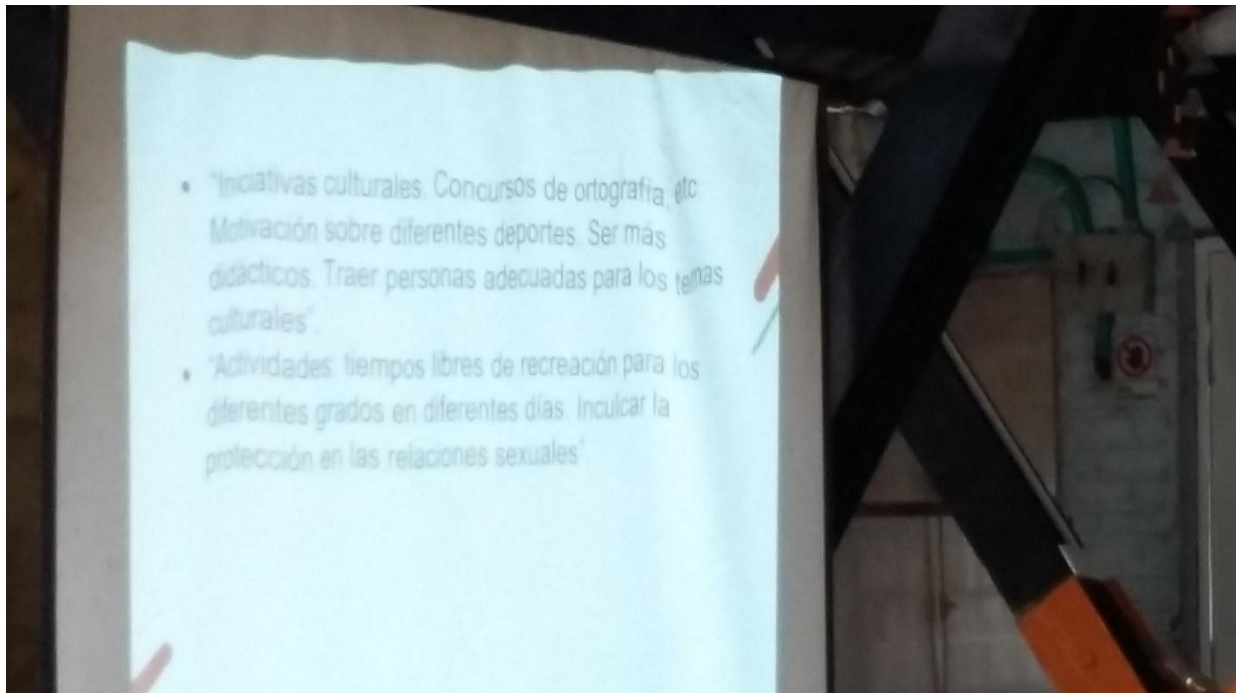 • "Iniciativas culturales. Concursos de ortografía, etc
Motivación sobre diferentes deportes. Ser más
didácticos. Traer personas adecuadas para los temas
culturales".
• "Actividades: tiempos libres de recreación para los
diferentes grados en diferentes días. Inculcar la
protección en las relaciones sexuales"